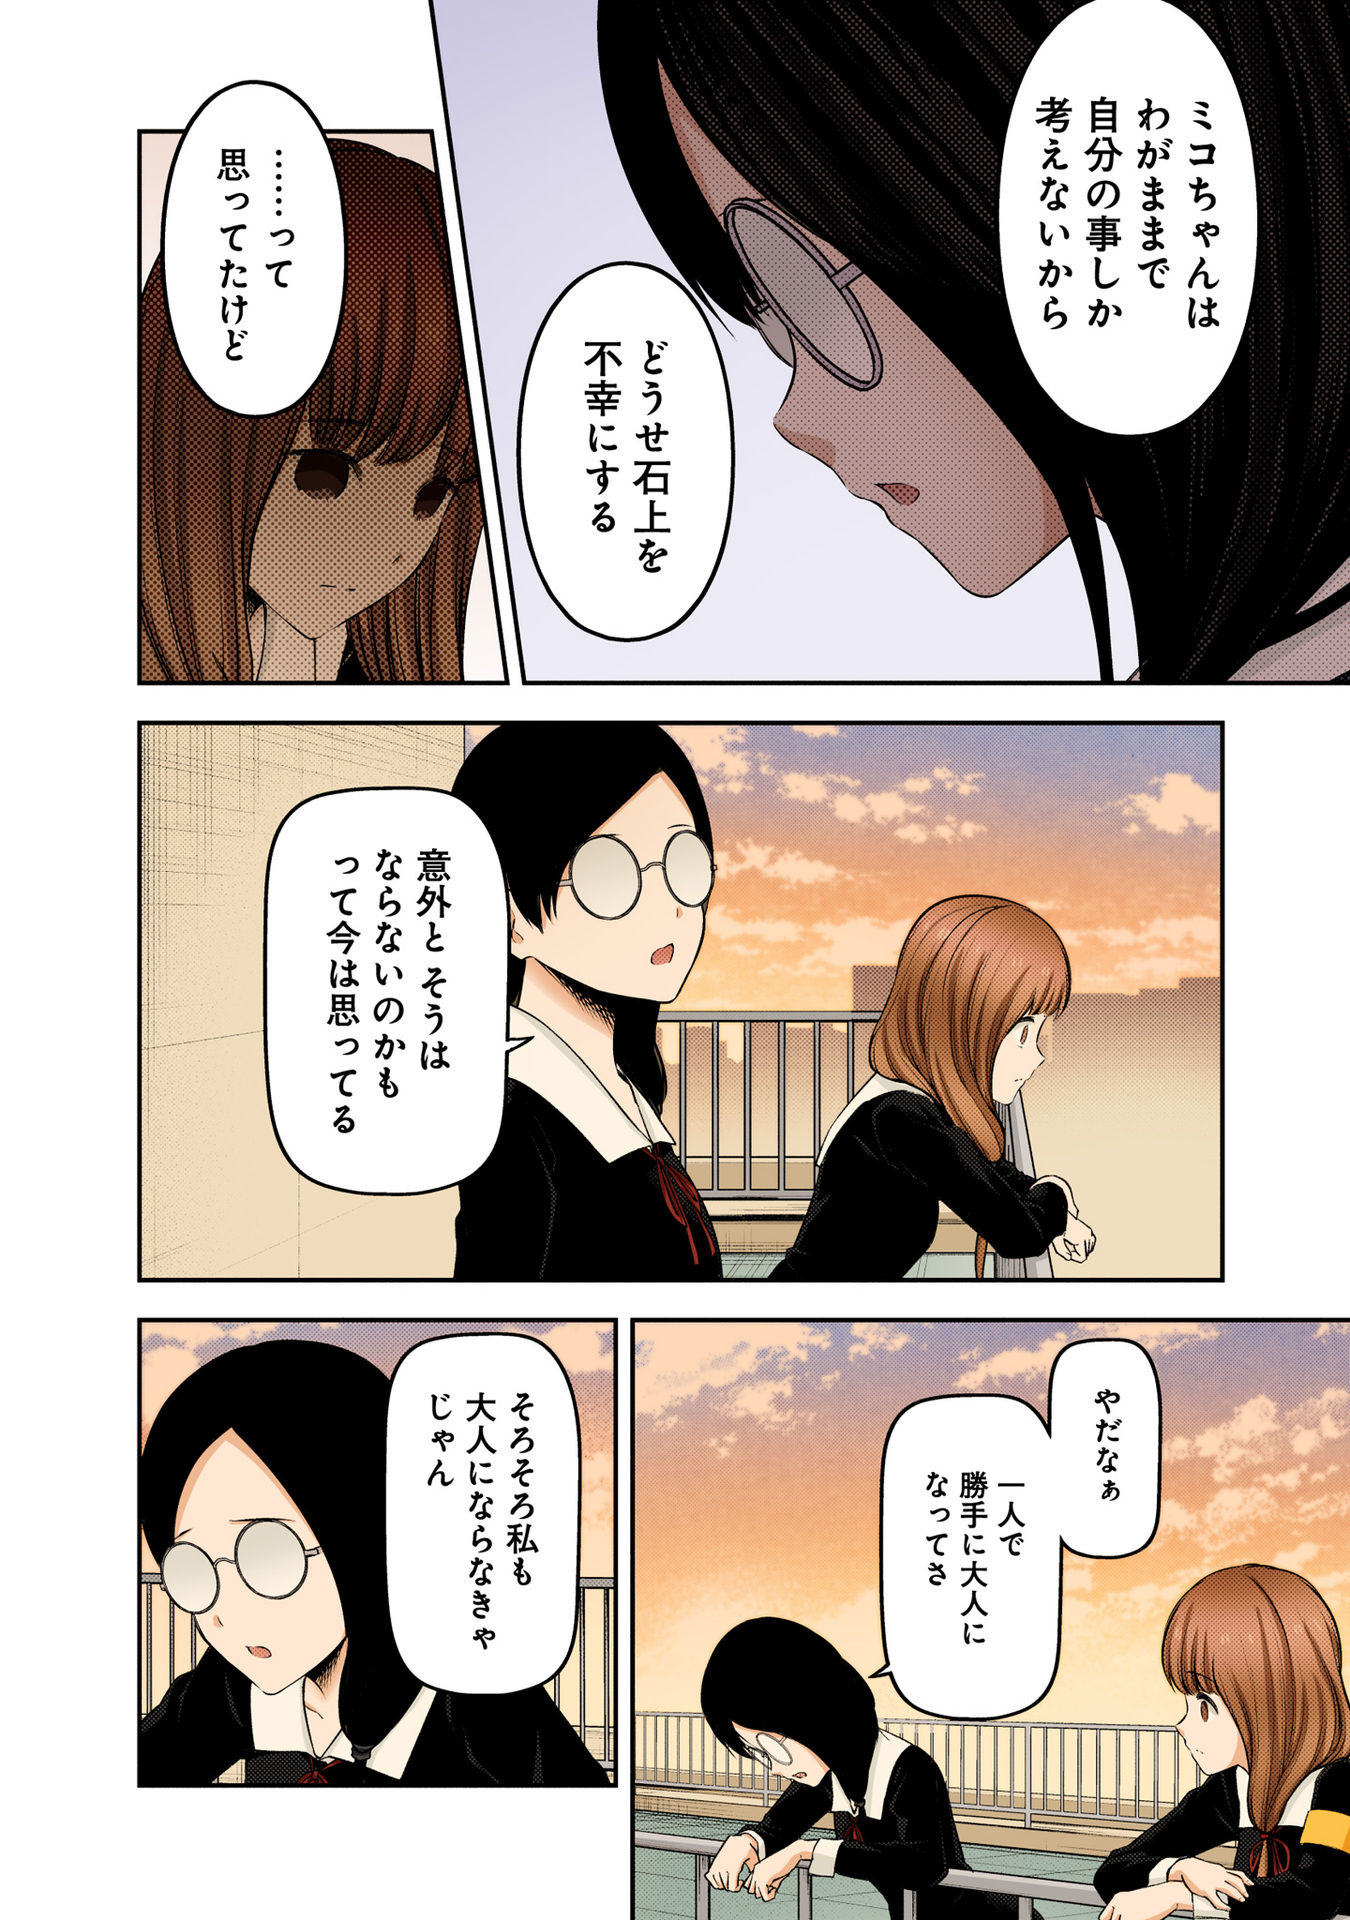 ミコちゃんは
わがままで
自分の事しか
考えないから
どうせ石上を
不幸にする
……って
思ってたけど
意外とそうは
ならないのかも
って今は思ってる
やだなぁ
一人で
勝手に大人に
なってさ
そろそろ私も
大人にならなきゃ
じゃん